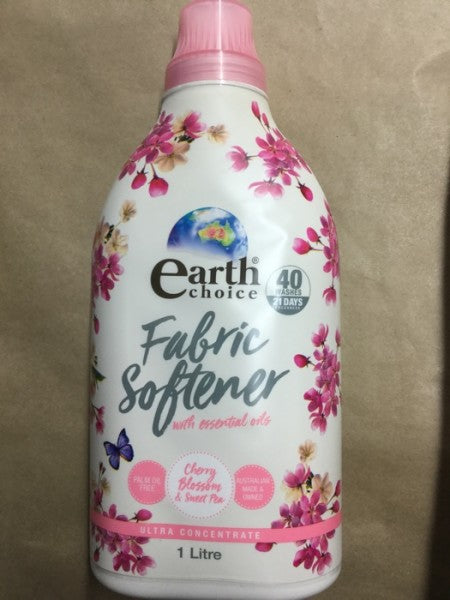 earth®
choice
40
WASHES
21 DAYS
FRESHNESS
Fabric
Softener
with essential oils
PALM OIL
FREE
Cherry
Blossom
& Sweet Pea
AUSTRALIAN
MADE &
OWNED
ULTRA CONCENTRATE
1 Litre